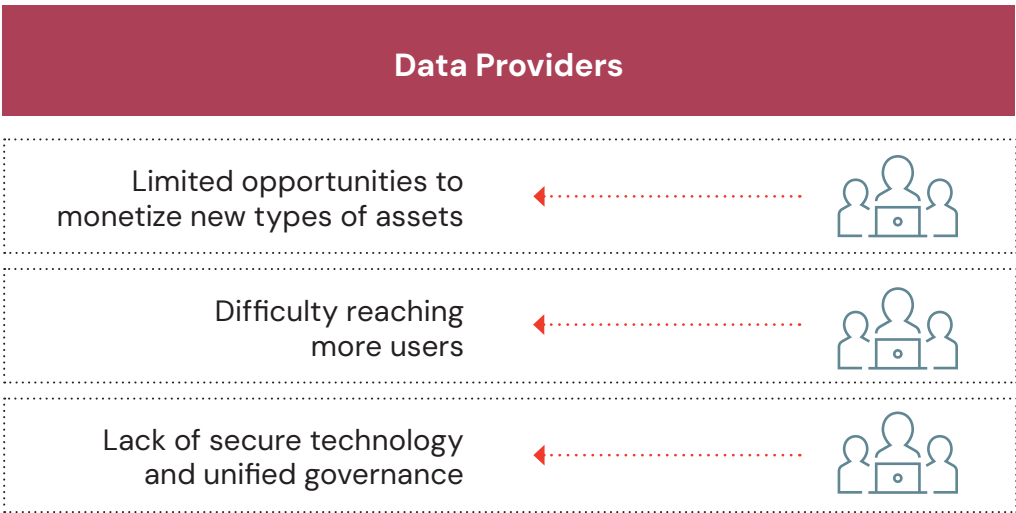 Data Providers
Limited opportunities to
monetize new types of assets
Difficulty reaching
more users
Lack of secure technology
and unified governance